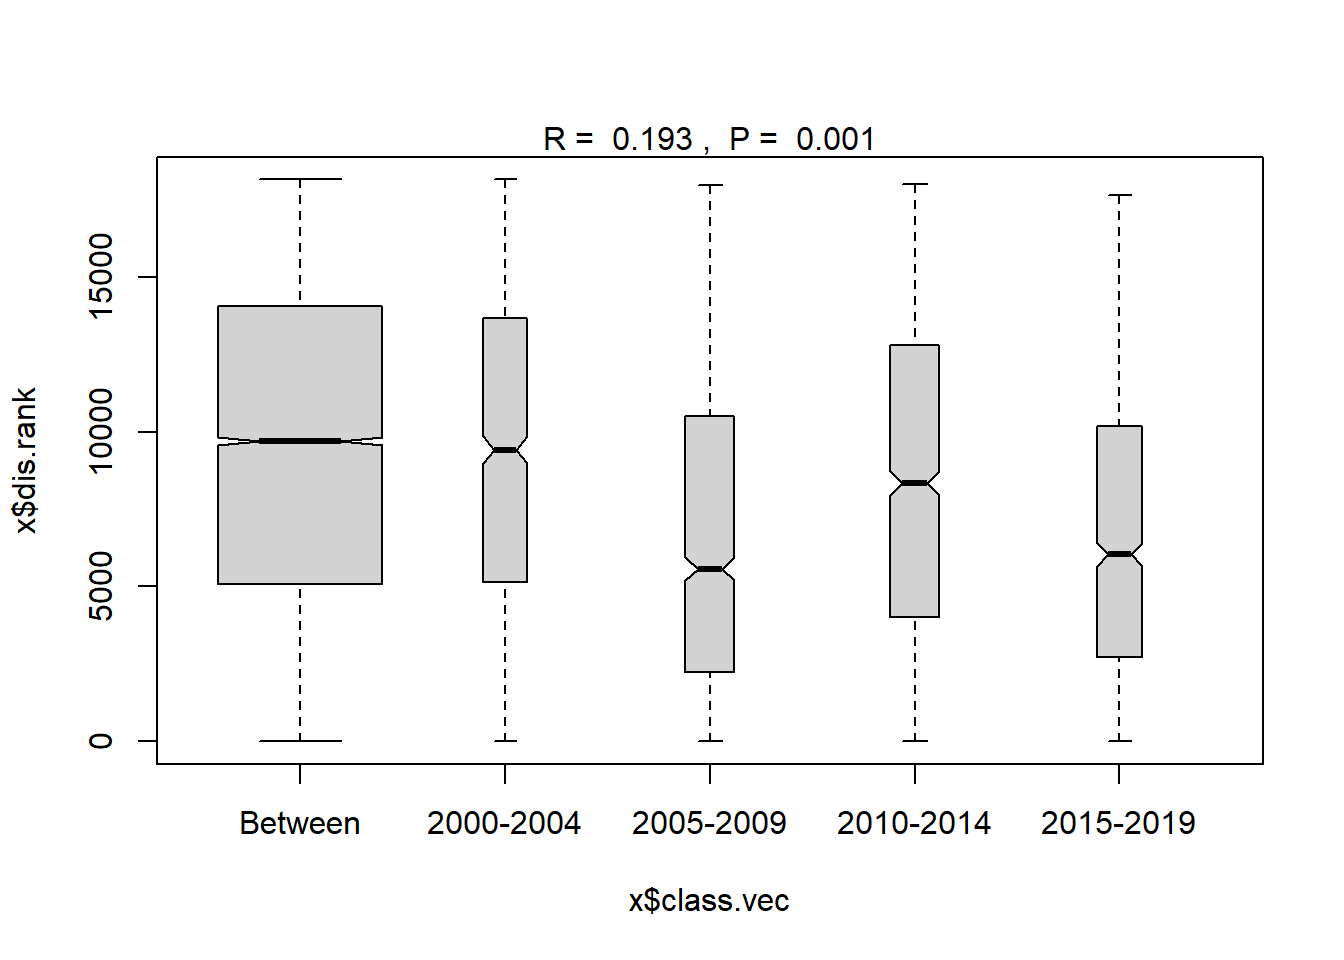 R =  0.193 ,  P =  0.001
x$dis.rank
15000
10000
5000
0
Between 2000-2004 2005-2009 2010-2014 2015-2019
x$class.vec